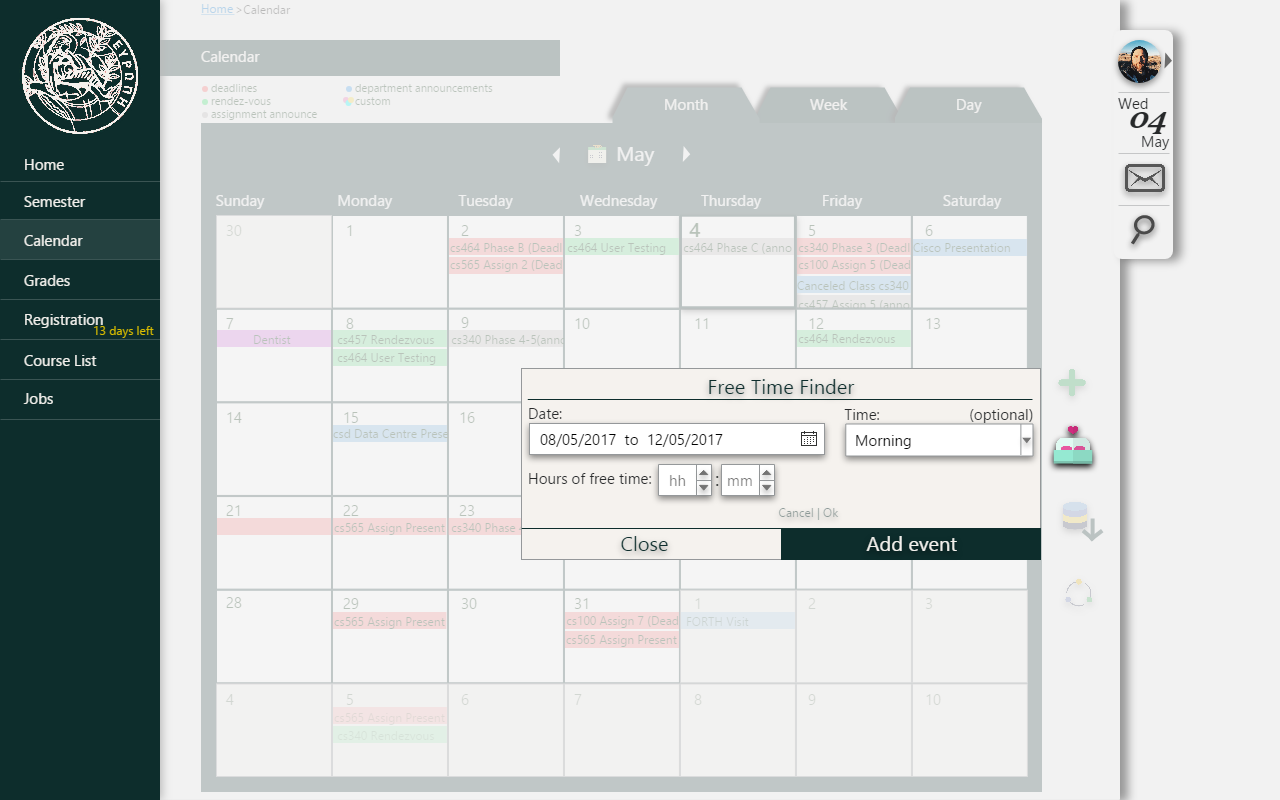 ΕΥΡΩΠΗ
Home
Semester
Calendar
Grades
Registration
13 days left
Course List
Jobs
Home >Calendar
Calendar
deadlines
department announcements
rendez-vous
custom
assignment announce
Month
Week
Day
May
Sunday Monday Tuesday Wednesday Thursday Friday Saturday
30 1 2 3 4 5 6
cs464 Phase B (Deadl
cs565 Assign 2 (Dead
cs464 User Testing
cs464 Phase C (anno
cs340 Phase 3 (Deadl
cs100 Assign 5 (Dead
Canceled Class cs340
cs457 Assign 5 (anno
Cisco Presentation
7 8 9 10 11 12 13
Dentist
cs457 Rendezvous
cs464 User Testing
cs340 Phase 4-5(anno
cs464 Rendezvous
14 15 16
csd Data Centre Prese
21 22 23
cs565 Assign Present
cs340 Phase
28 29 30 31 1 2 3
cs565 Assign Present
cs100 Assign 7 (Dead
cs565 Assign Present
FORTH Visit
4 5 6 7 8 9 10
cs565 Assign Present
cs340 Rendezvous
Free Time Finder
Date:
Time: (optional)
08/05/2017 to 12/05/2017
Morning
Hours of free time: hh : mm
Cancel | Ok
Close
Add event
Wed
04
May